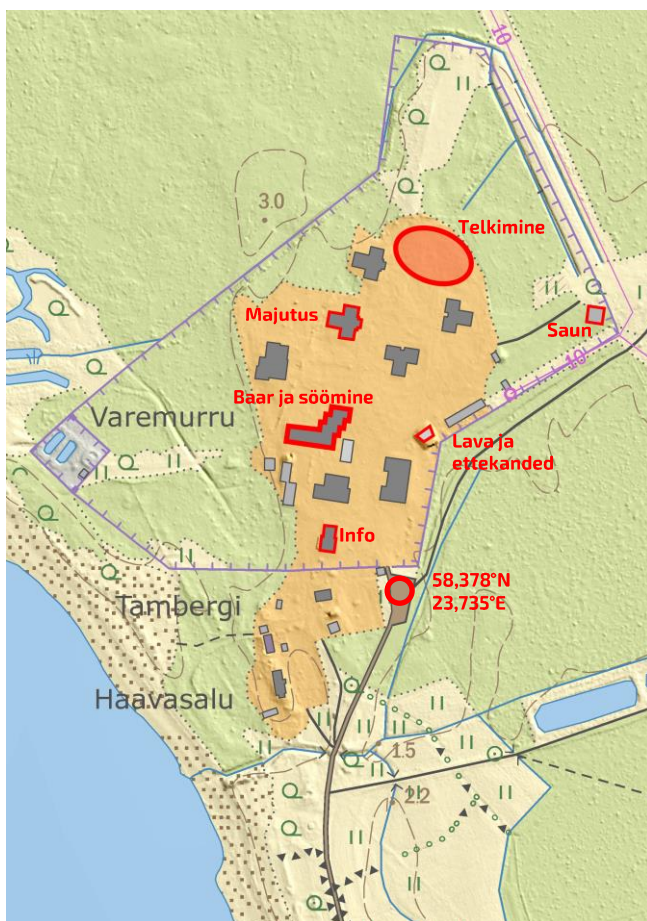 10
3.0
Telkimine
Majutus
Saun
10
Baar ja söömine
Varemurru
Lava ja
ettekanded
Info
58,378°N
23,735°E
Tambergi
Haavasalu
1.5
2.2